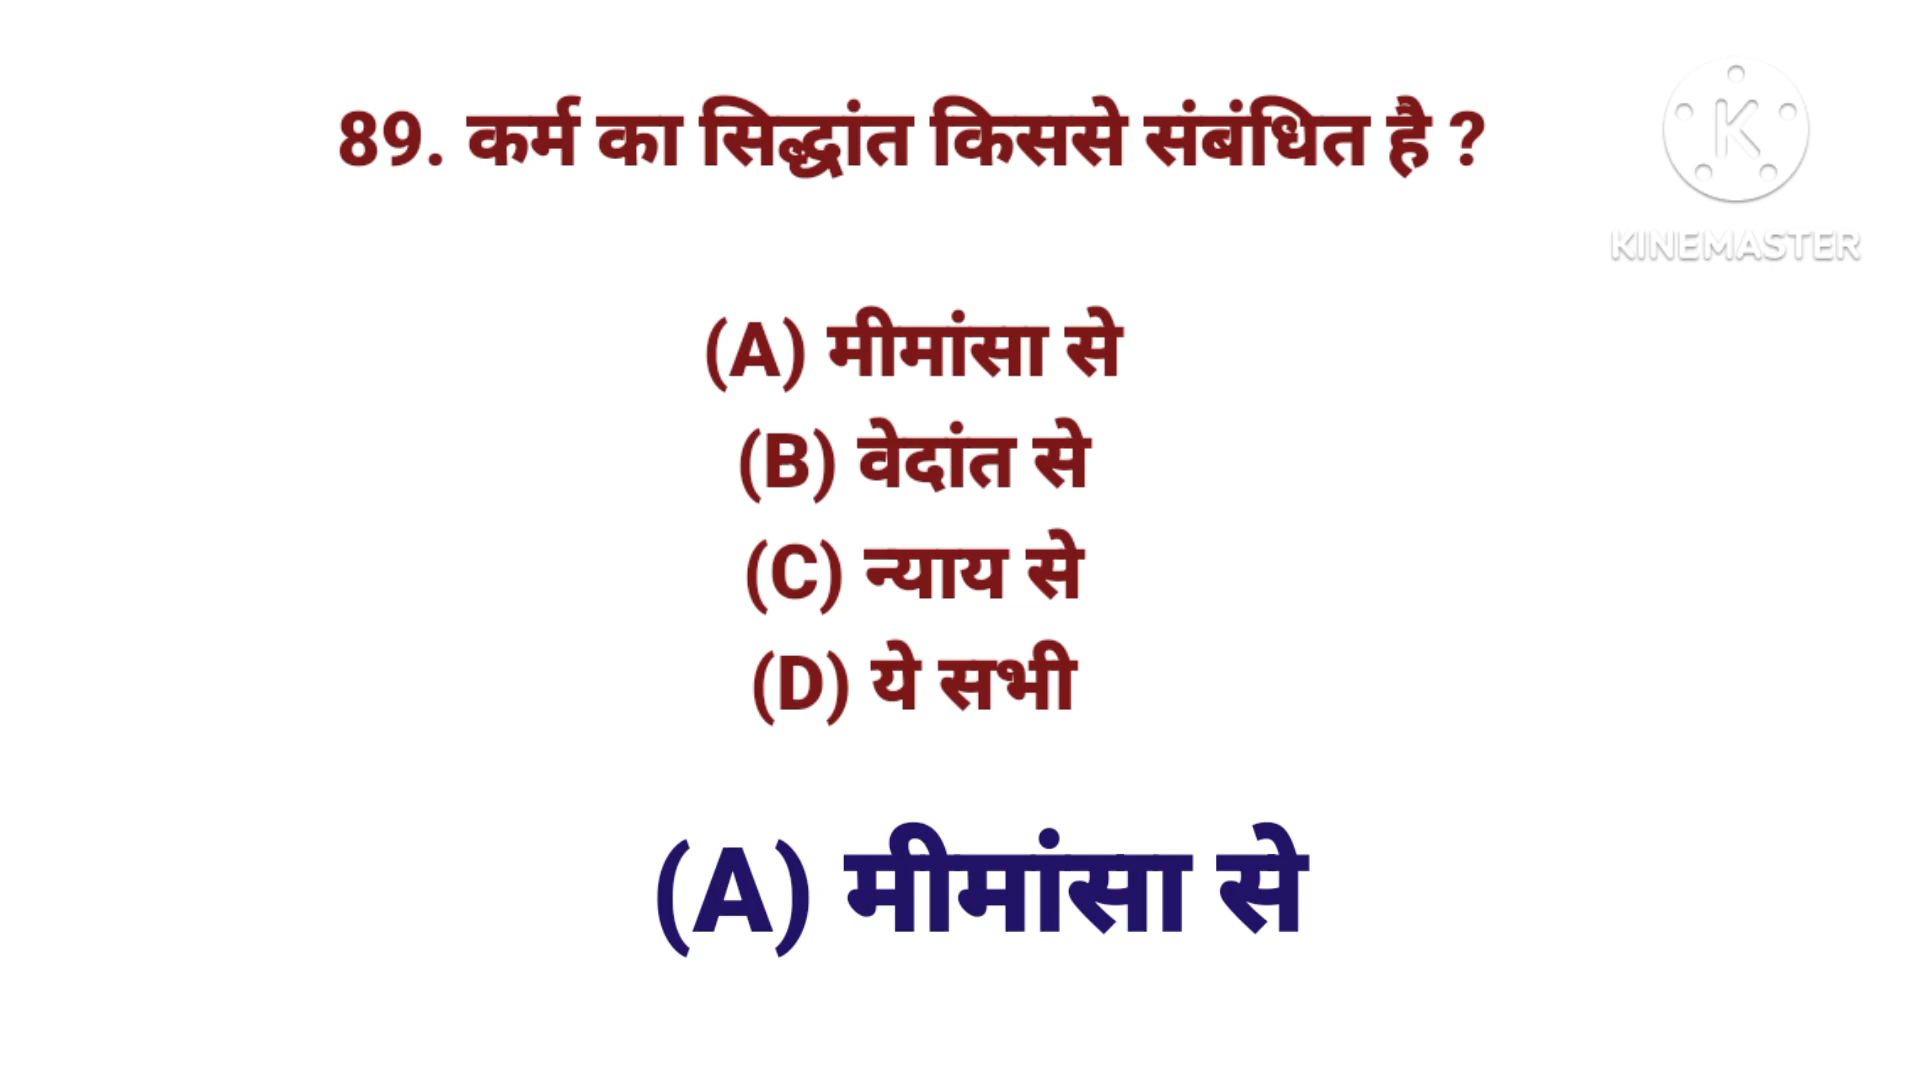 89. कर्म का सिद्धांत किससे संबंधित है ?
K
KINEMASTER
(A) मीमांसा से
(B) वेदांत से
(C) न्याय से
(D) ये सभी
(A) मीमांसा से